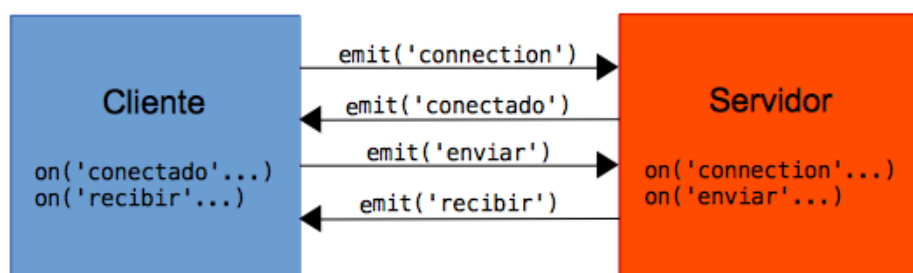 emit('connection')
Cliente
Servidor
emit('conectado')
emit('enviar')
on('conectado'...)
on('recibir'...)
on('connection'...)
on('enviar'...)
emit('recibir')